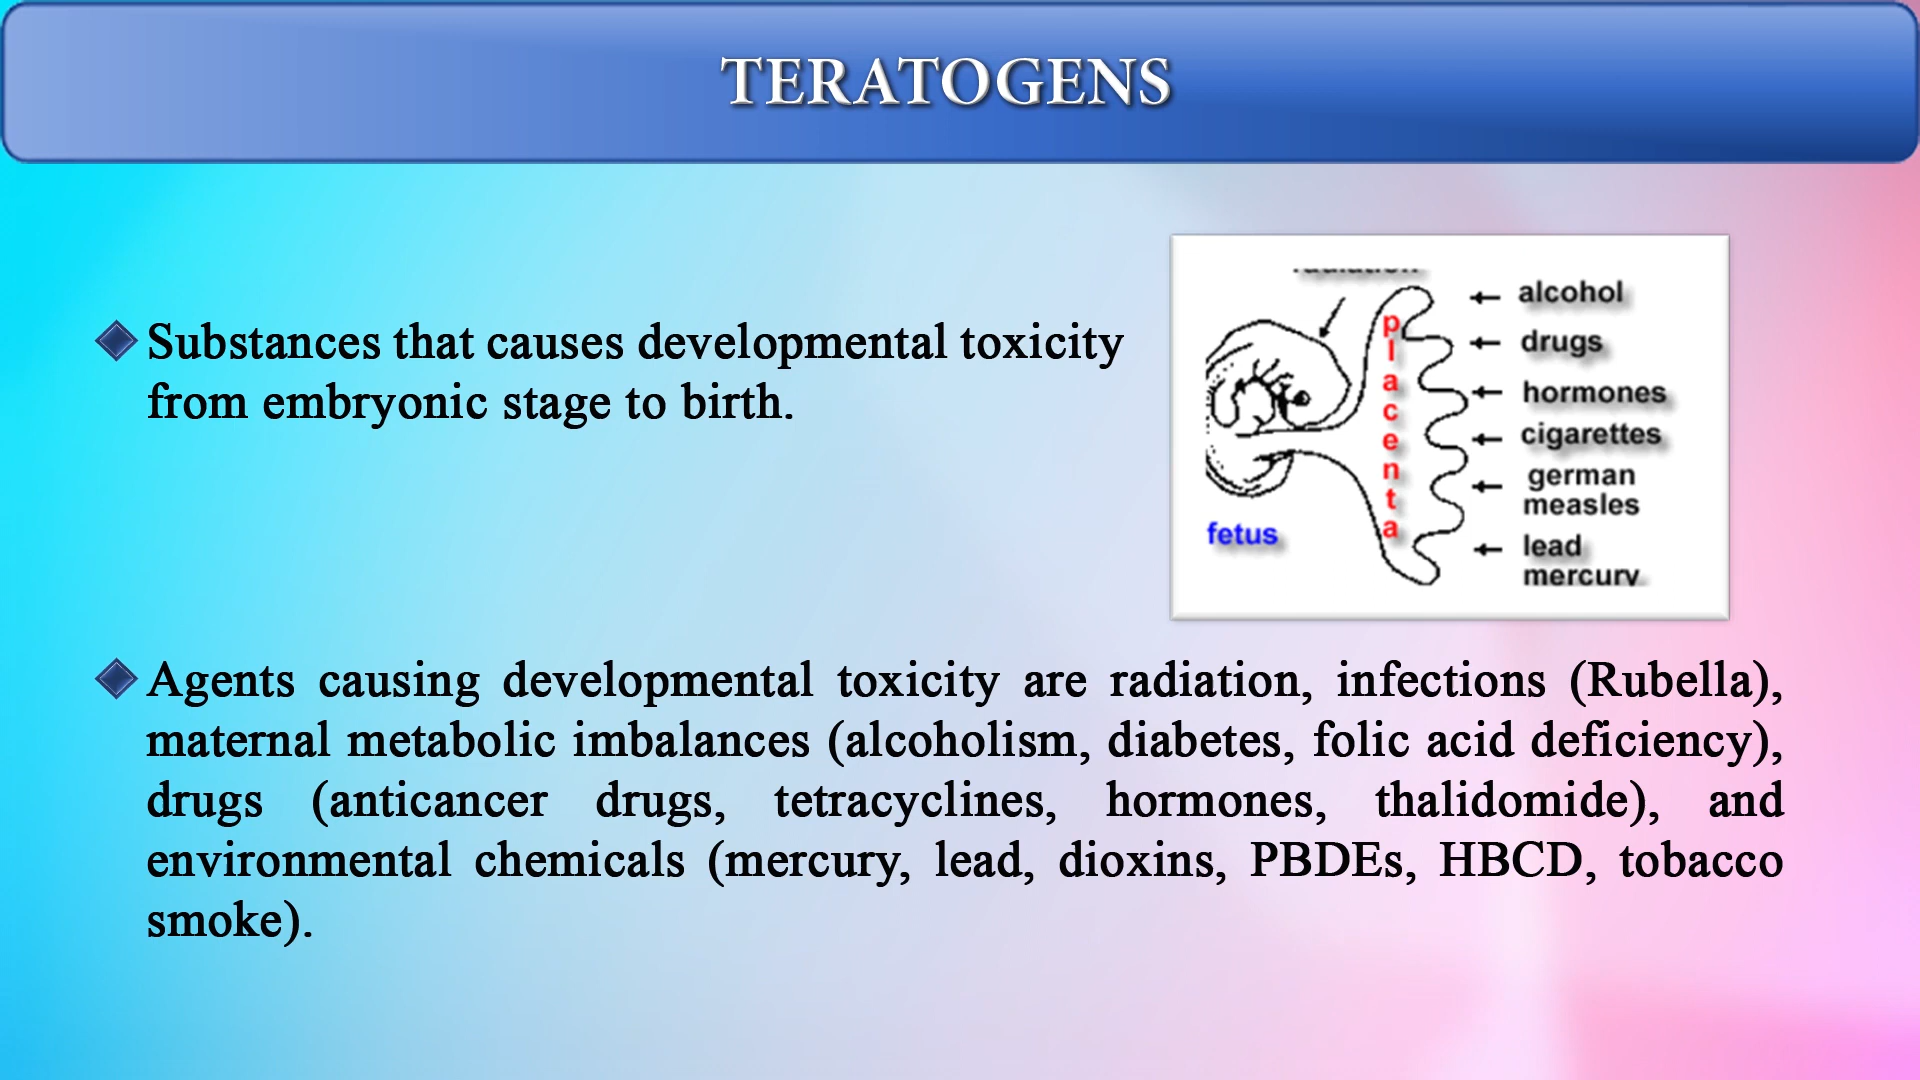 TERATOGENS
Substances that causes developmental toxicity
from embryonic stage to birth.
radiation
alcohol
drugs
hormones
cigarettes
german
measles
lead
mercury
placenta
fetus
Agents causing developmental toxicity are radiation, infections (Rubella),
maternal metabolic imbalances (alcoholism, diabetes, folic acid deficiency),
drugs (anticancer drugs, tetracyclines, hormones, thalidomide), and
environmental chemicals (mercury, lead, dioxins, PBDEs, HBCD, tobacco
smoke).